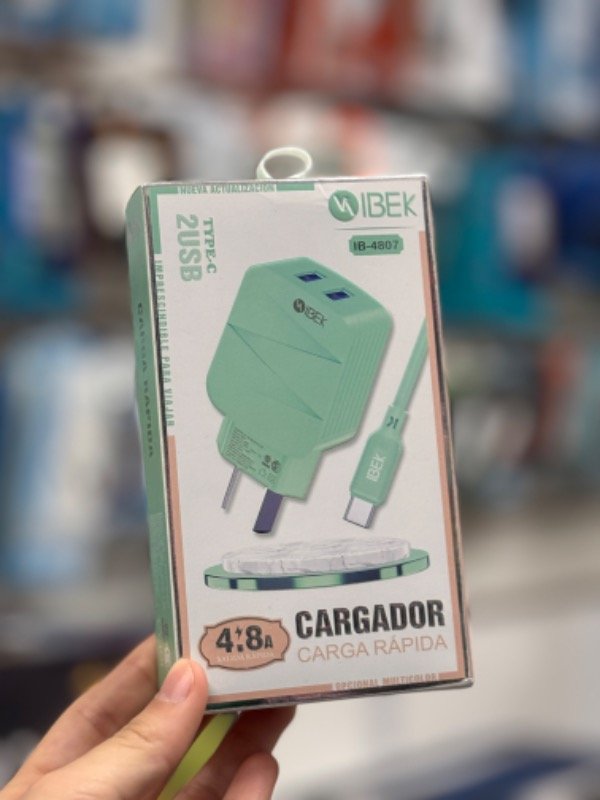 NUEVA ACTUALIZACIÓN
IBEK
IB-4807
TYPE-C
2USB
IMPRESCINDIBLE PARA VIAJAR
CARGA RAPIDA
IBEK
IBEK
4.8A
CARGADOR
CARGA RÁPIDA
OPCIONAL MULTICOLOR